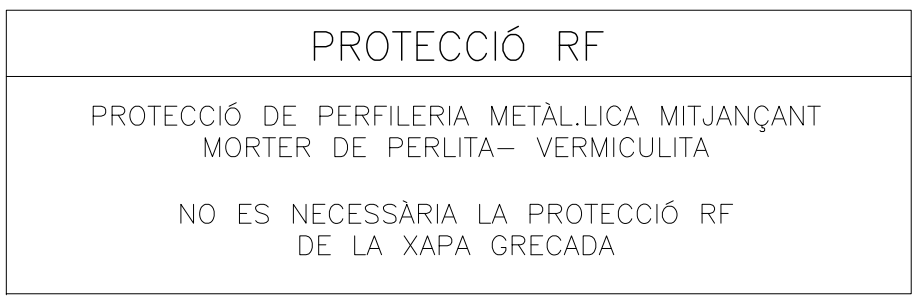 PROTECCIÓ RF
PROTECCIÓ DE PERFILERIA METÀL.LICA MITJANÇANT
MORTER DE PERLITA- VERMICULITA
NO ES NECESSÀRIA LA PROTECCIÓ RF
DE LA XAPA GRECADA